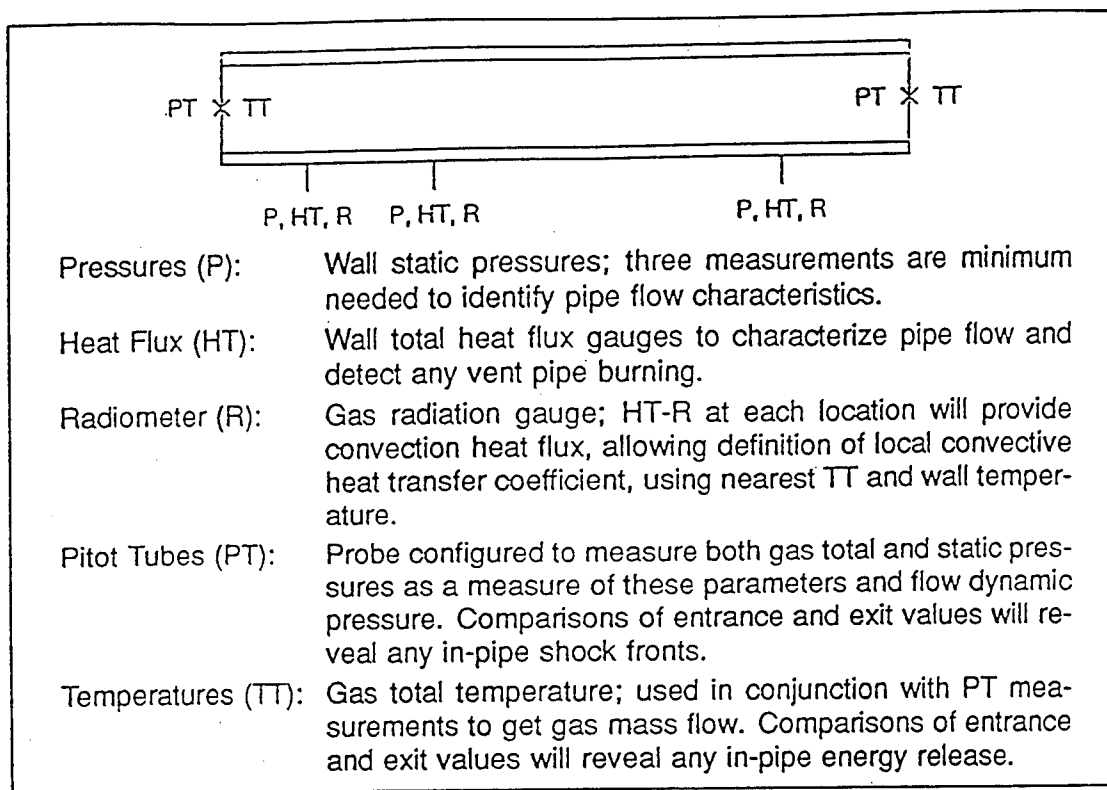 PT TT PT TT
P, HT, R P, HT, R P, HT, R
Pressures (P): Wall static pressures; three measurements are minimum
needed to identify pipe flow characteristics.
Heat Flux (HT): Wall total heat flux gauges to characterize pipe flow and
detect any vent pipe burning.
Radiometer (R): Gas radiation gauge; HT-R at each location will provide
convection heat flux, allowing definition of local convective
heat transfer coefficient, using nearest TT and wall temper-
ature.
Pitot Tubes (PT): Probe configured to measure both gas total and static pres-
sures as a measure of these parameters and flow dynamic
pressure. Comparisons of entrance and exit values will re-
veal any in-pipe shock fronts.
Temperatures (TT): Gas total temperature; used in conjunction with PT mea-
surements to get gas mass flow. Comparisons of entrance
and exit values will reveal any in-pipe energy release.